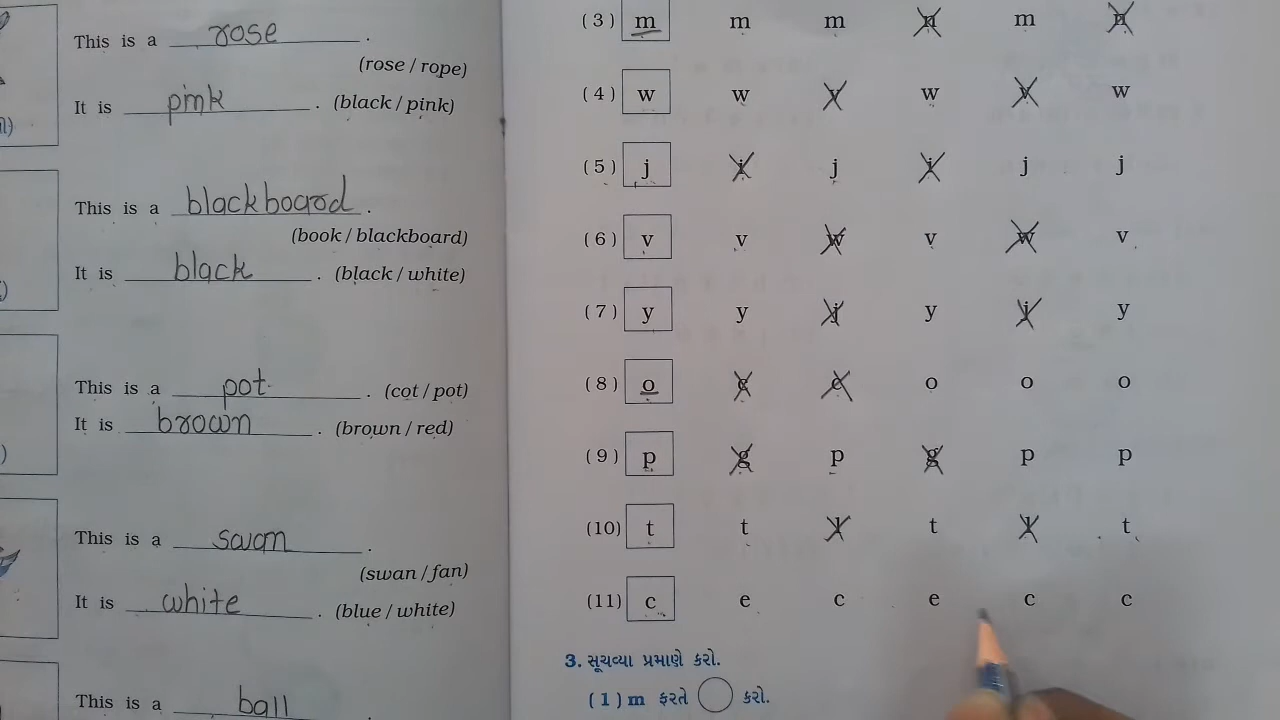 This is a rose .
(rose / rope)
It is pink . (black / pink)
This is a blackboard .
(book / blackboard)
It is black . (black / white)
This is a pot . (cot / pot)
It is brown . (brown / red)
This is a swan .
(swan / fan)
It is white . (blue / white)
This is a ball
(3) m m m n m n
(4) w w v w v w
(5) j i j i j j
(6) v v w v w v
(7) y y j y j y
(8) o c c o o o
(9) p g p g p p
(10) t t l t l t
(11) c e c e c c
3. સૂચવ્યા પ્રમાણે કરો.
(1) m ફરતે ◯ કરો.